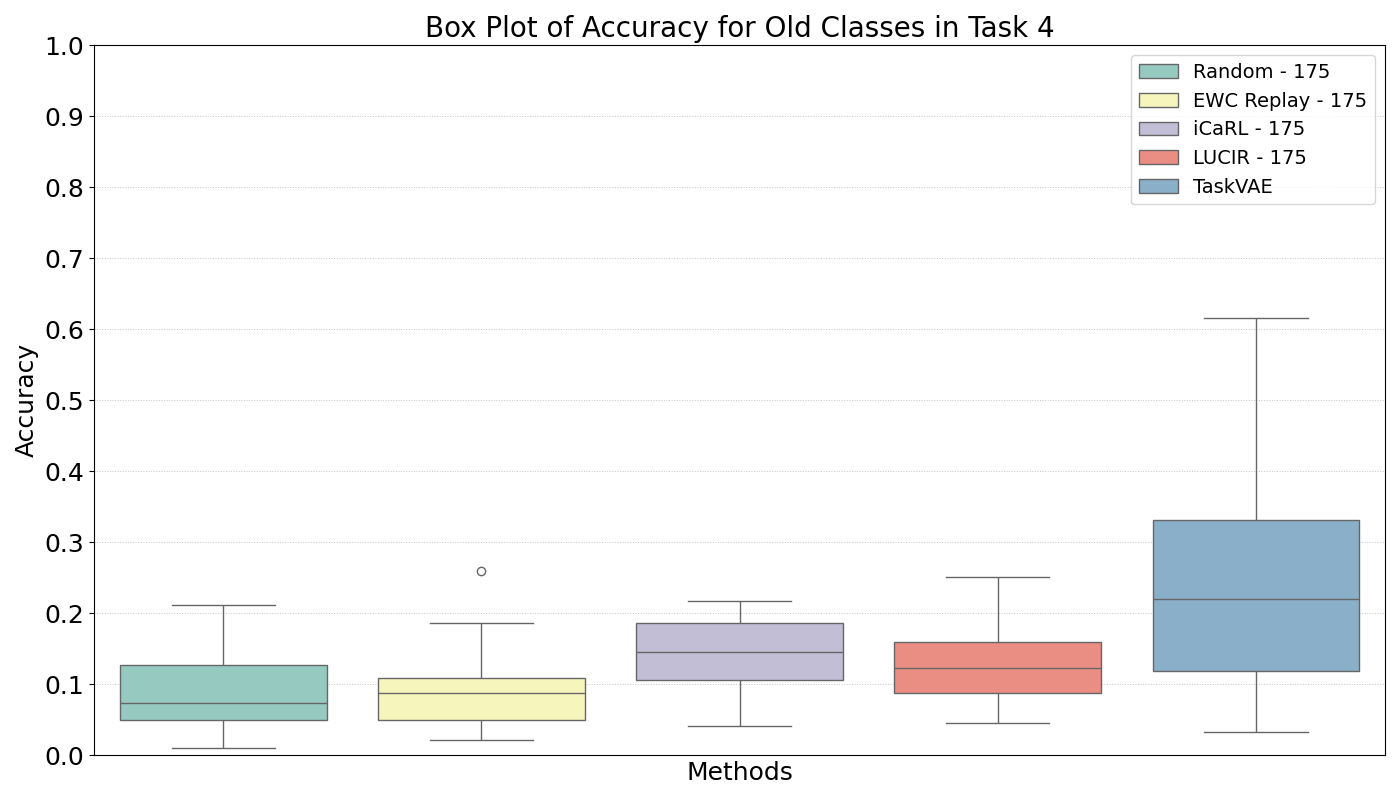 Box Plot of Accuracy for Old Classes in Task 4
1.0
0.9
0.8
0.7
0.6
0.5
0.4
0.3
0.2
0.1
0.0
Accuracy
Methods
Random - 175
EWC Replay - 175
iCaRL - 175
LUCIR - 175
TaskVAE